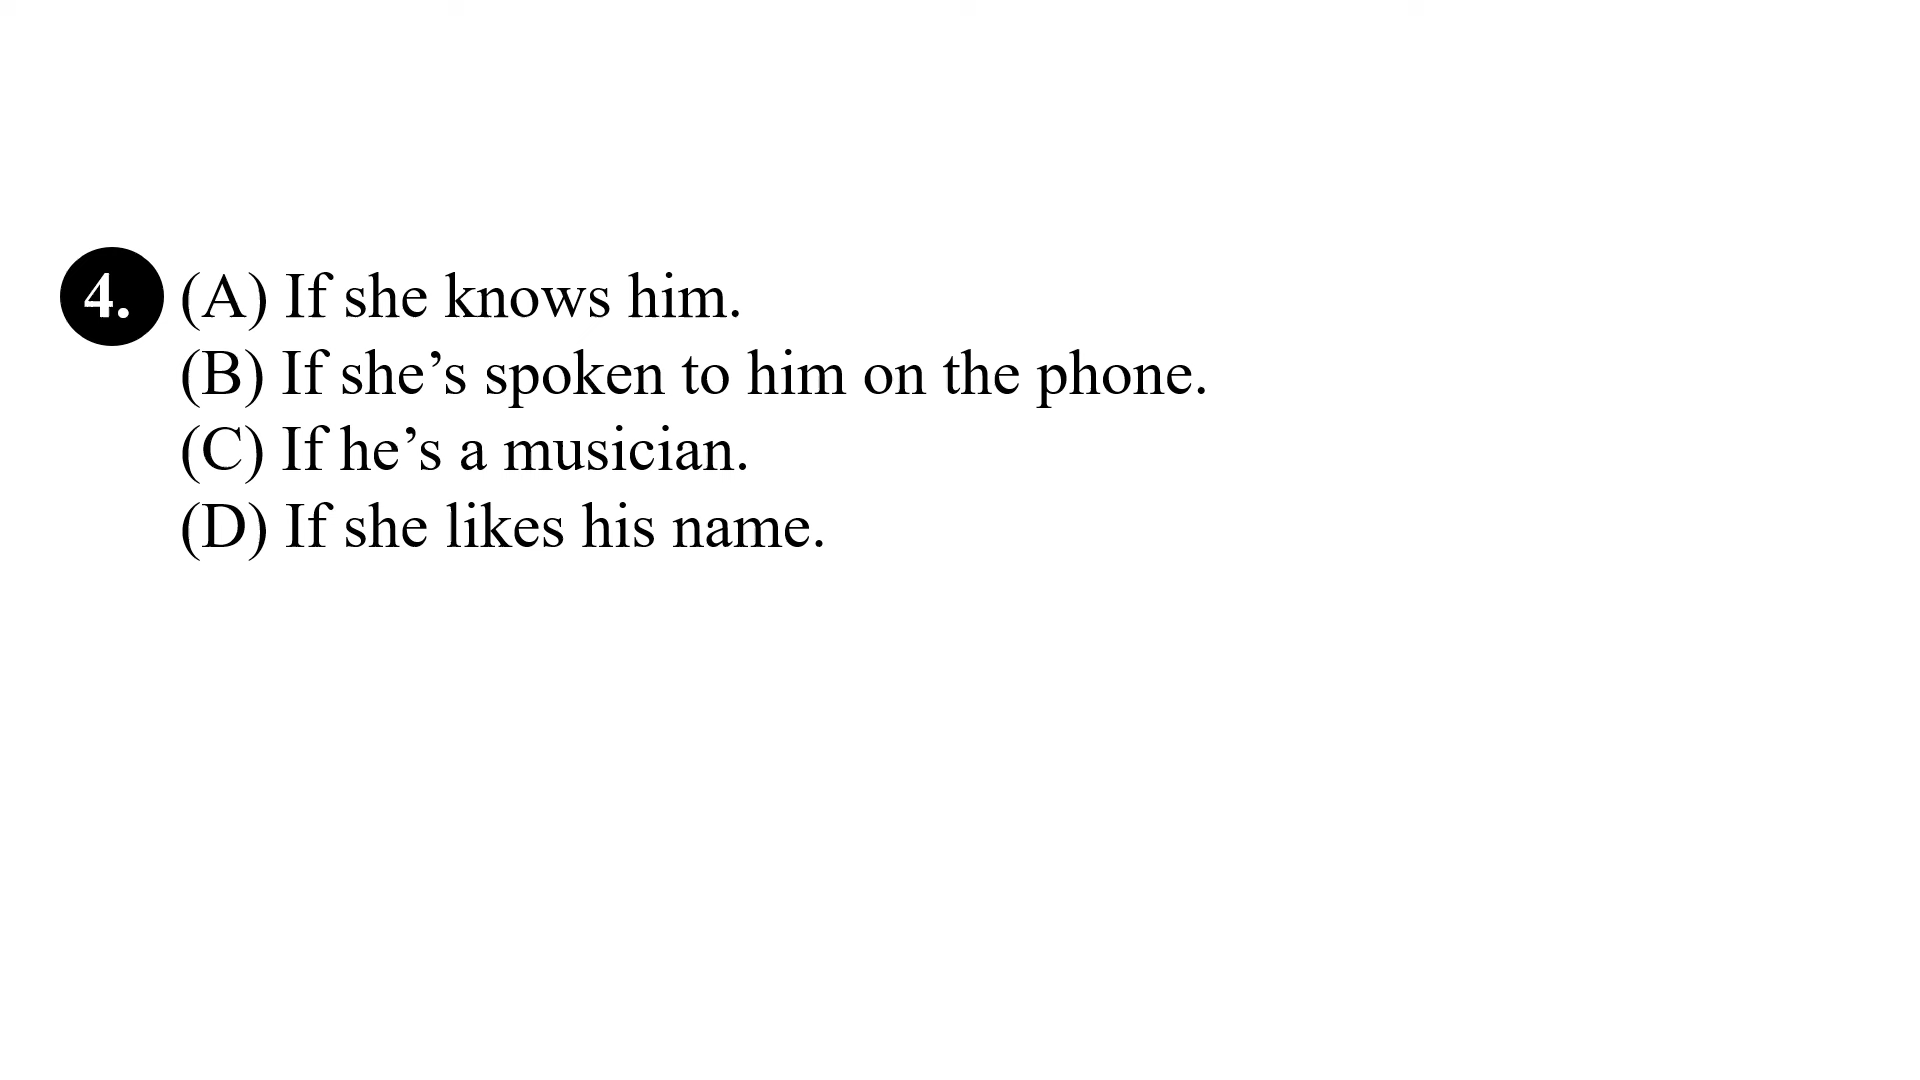 4. (A) If she knows him.
(B) If she’s spoken to him on the phone.
(C) If he’s a musician.
(D) If she likes his name.